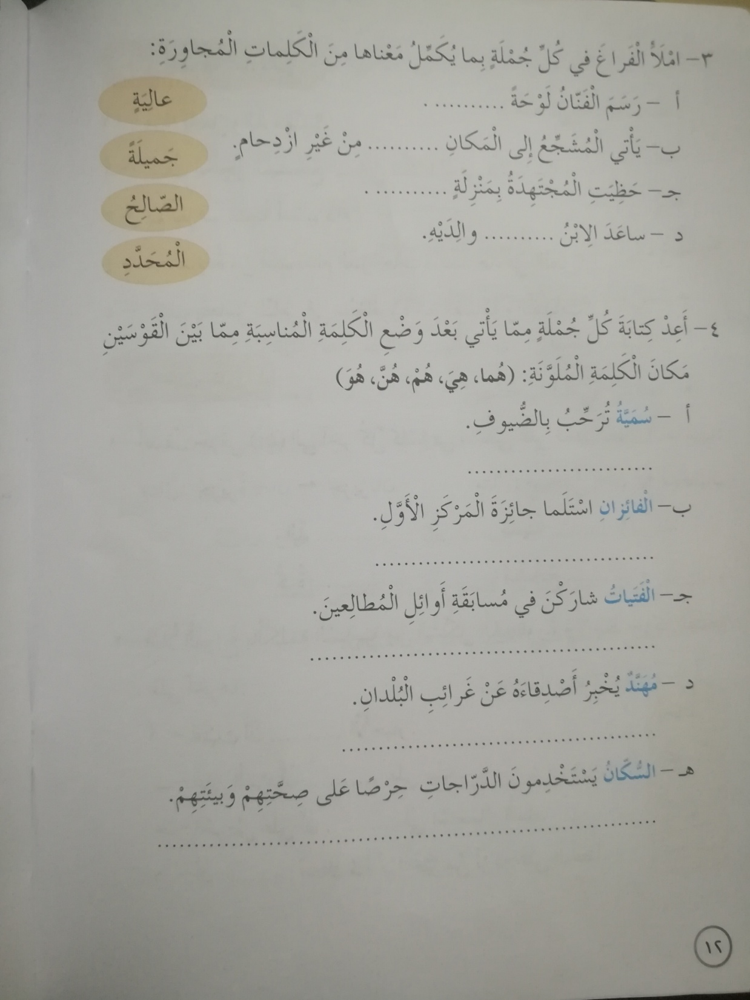 ٣- امْلَأِ الْفَراغَ في كُلِّ جُمْلَةٍ بِما يُكَمِّلُ مَعْناها مِنَ الْكَلِماتِ الْمُجاوِرَةِ:
أ - رَسَمَ الْفَنّانُ لَوْحَةً ........... .
عالِيَةٍ
ب- يَأْتي الْمُشَجِّعُ إِلى الْمَكانِ .......... مِنْ غَيْرِ ازْدِحامٍ.
جَميلَةً
جـ- حَظِيَتِ الْمُجْتَهِدَةُ بِمَنْزِلَةٍ ........... .
الصّالِحُ
د - ساعَدَ الِابْنُ .......... والِدَيْهِ.
الْمُحَدَّدِ
٤- أَعِدْ كِتابَةَ كُلِّ جُمْلَةٍ مِمّا يَأْتي بَعْدَ وَضْعِ الْكَلِمَةِ الْمُناسِبَةِ مِمّا بَيْنَ الْقَوْسَيْنِ
مَكانَ الْكَلِمَةِ الْمُلَوَّنَةِ: (هُما، هِيَ، هُمْ، هُنَّ، هُوَ)
أ - سُمَيَّةُ تُرَحِّبُ بِالضُّيوفِ.
..........................
ب- الْفائِزانِ اسْتَلَما جائِزَةَ الْمَرْكَزِ الْأَوَّلِ.
.......................................
جـ- الْفَتَياتُ شارَكْنَ في مُسابَقَةِ أَوائِلِ الْمُطالِعينَ.
................................................
د - مُهَنَّدٌ يُخْبِرُ أَصْدِقاءَهُ عَنْ غَرائِبِ الْبُلْدانِ.
............................................
هـ- السُّكّانُ يَسْتَخْدِمونَ الدَّرّاجاتِ حِرْصًا عَلى صِحَّتِهِمْ وَبيئَتِهِمْ.
.....................................................................
١٢